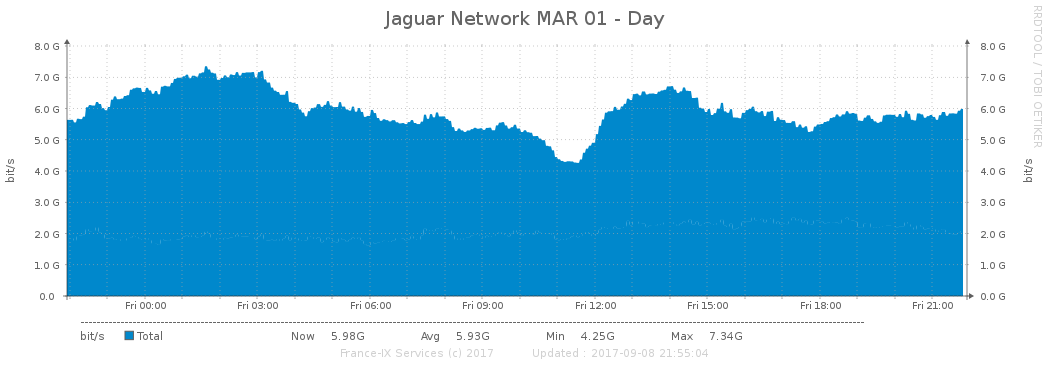 Jaguar Network MAR 01 - Day
RRDTOOL / TOBI OETIKER
8.0 G 8.0 G
7.0 G 7.0 G
6.0 G 6.0 G
5.0 G 5.0 G
4.0 G 4.0 G
3.0 G 3.0 G
2.0 G 2.0 G
1.0 G 1.0 G
0.0 0.0 G
bit/s bit/s
Fri 00:00 Fri 03:00 Fri 06:00 Fri 09:00 Fri 12:00 Fri 15:00 Fri 18:00 Fri 21:00
bit/s Total Now 5.98G Avg 5.93G Min 4.25G Max 7.34G
France-IX Services (c) 2017 Updated : 2017-09-08 21:55:04